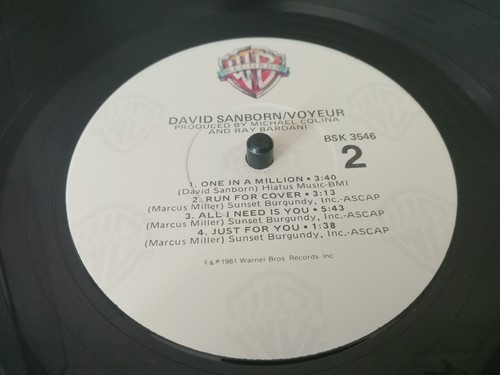 WB
RECORDS
DAVID SANBORN/VOYEUR
PRODUCED BY MICHAEL COLINA
AND RAY BARDANI
BSK 3546
2
1. ONE IN A MILLION • 3:40
(David Sanborn) Hiatus Music-BMI
2. RUN FOR COVER • 3:13
(Marcus Miller) Sunset Burgundy, Inc.-ASCAP
3. ALL I NEED IS YOU • 5:43
(Marcus Miller) Sunset Burgundy, Inc.-ASCAP
4. JUST FOR YOU • 1:38
(Marcus Miller) Sunset Burgundy, Inc.-ASCAP
©&℗1981 Warner Bros. Records Inc.